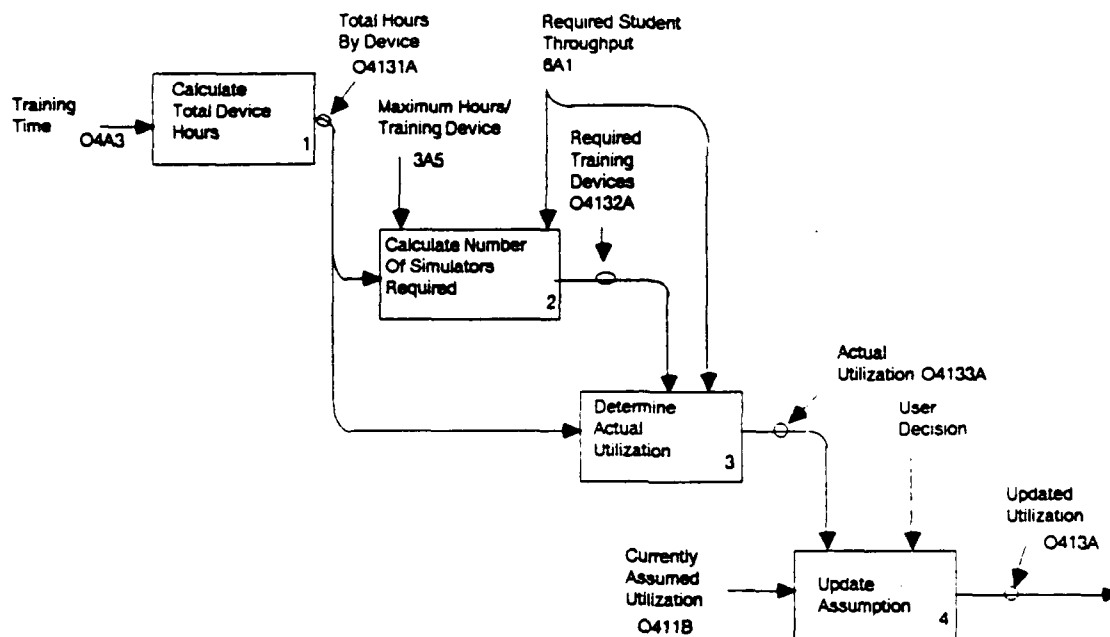 Total Hours
By Device
O4131A
Required Student
Throughput
6A1
Training
Time
O4A3
Calculate
Total Device
Hours
1
Maximum Hours/
Training Device
3A5
Required
Training
Devices
O4132A
Calculate Number
Of Simulators
Required
2
Determine
Actual
Utilization
3
Actual
Utilization O4133A
User
Decision
Updated
Utilization
O413A
Currently
Assumed
Utilization
O411B
Update
Assumption
4